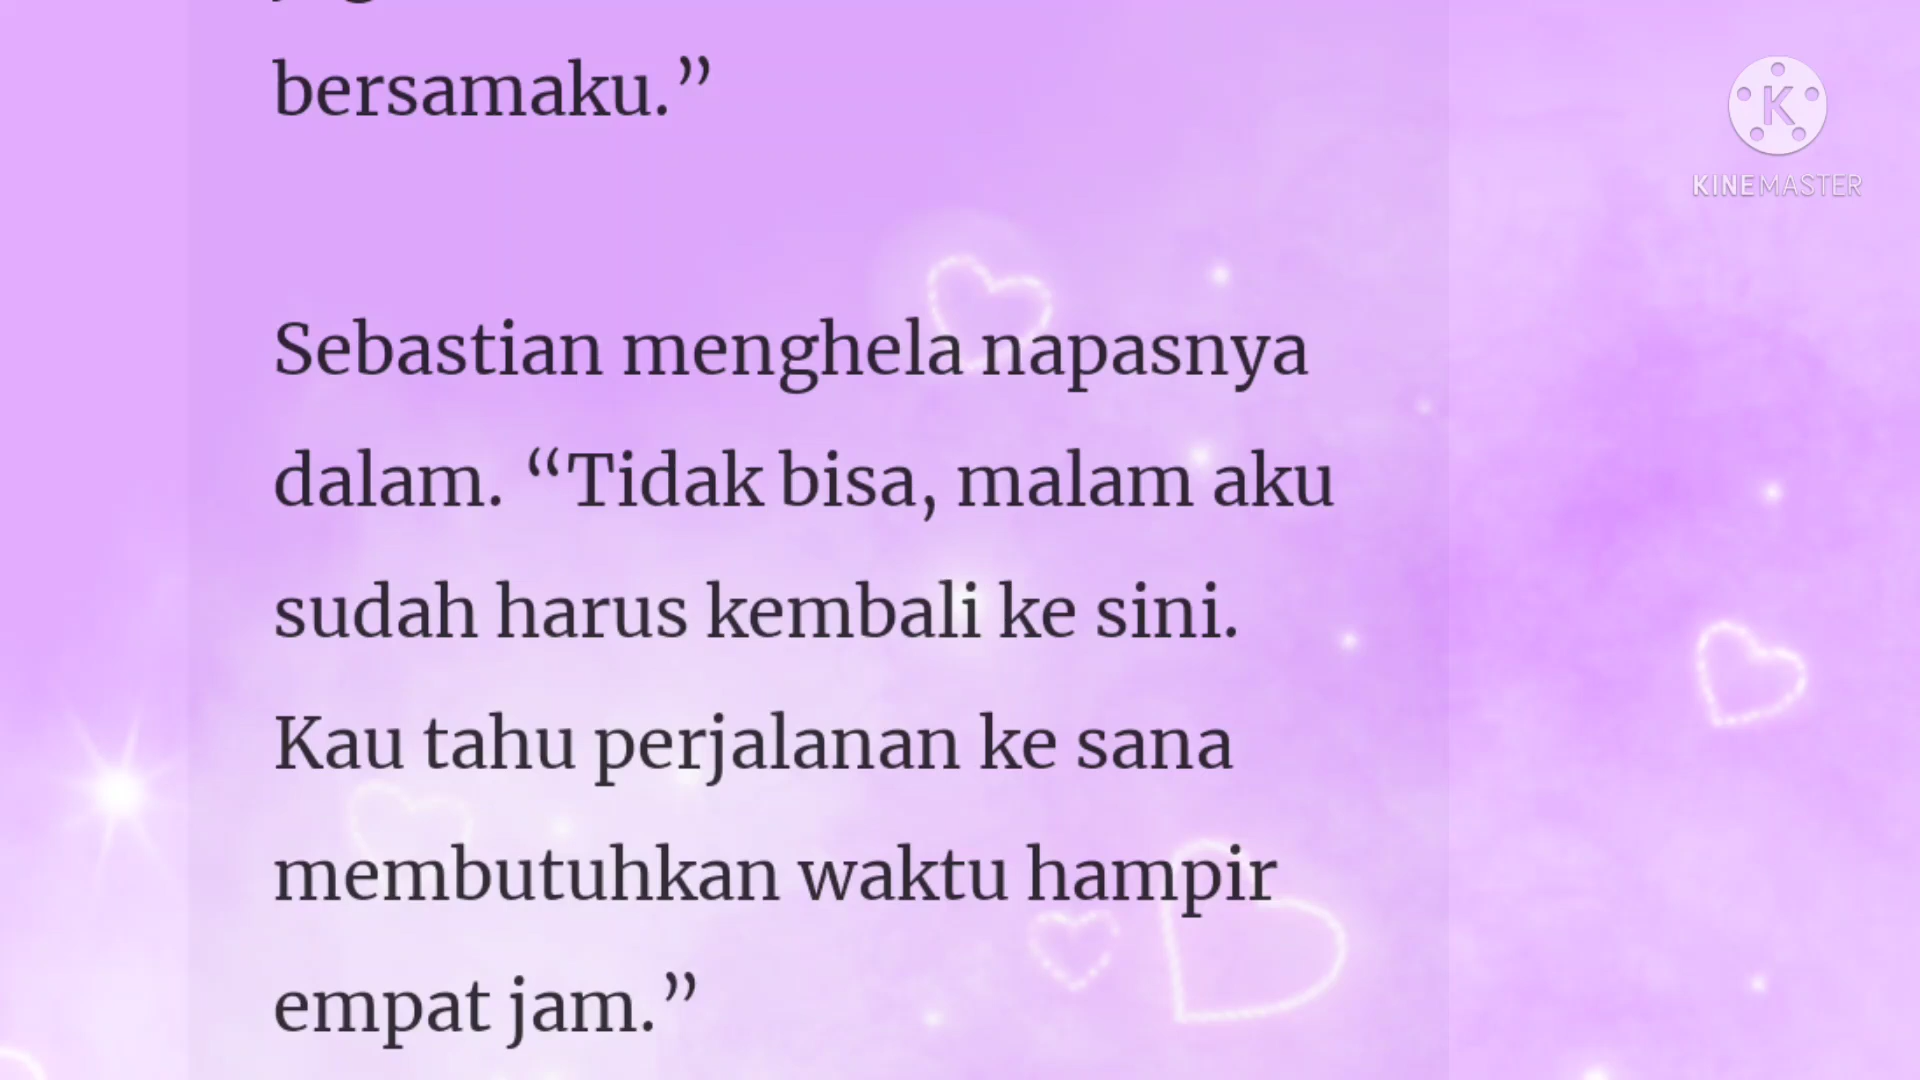 bersamaku.”
Sebastian menghela napasnya
dalam. “Tidak bisa, malam aku
sudah harus kembali ke sini.
Kau tahu perjalanan ke sana
membutuhkan waktu hampir
empat jam.”
K
KINEMASTER